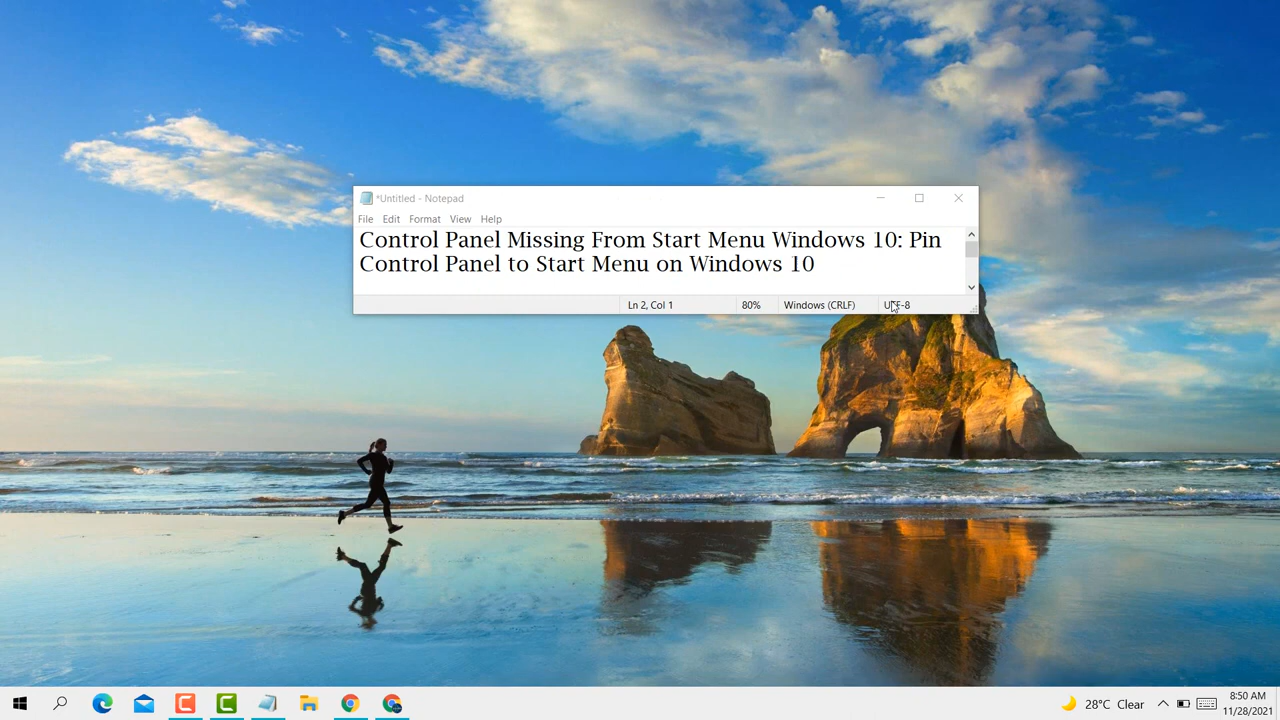 *Untitled - Notepad
File Edit Format View Help
Control Panel Missing From Start Menu Windows 10: Pin
Control Panel to Start Menu on Windows 10
Ln 2, Col 1 80% Windows (CRLF) UTF-8
28°C Clear
8:50 AM
11/28/2021